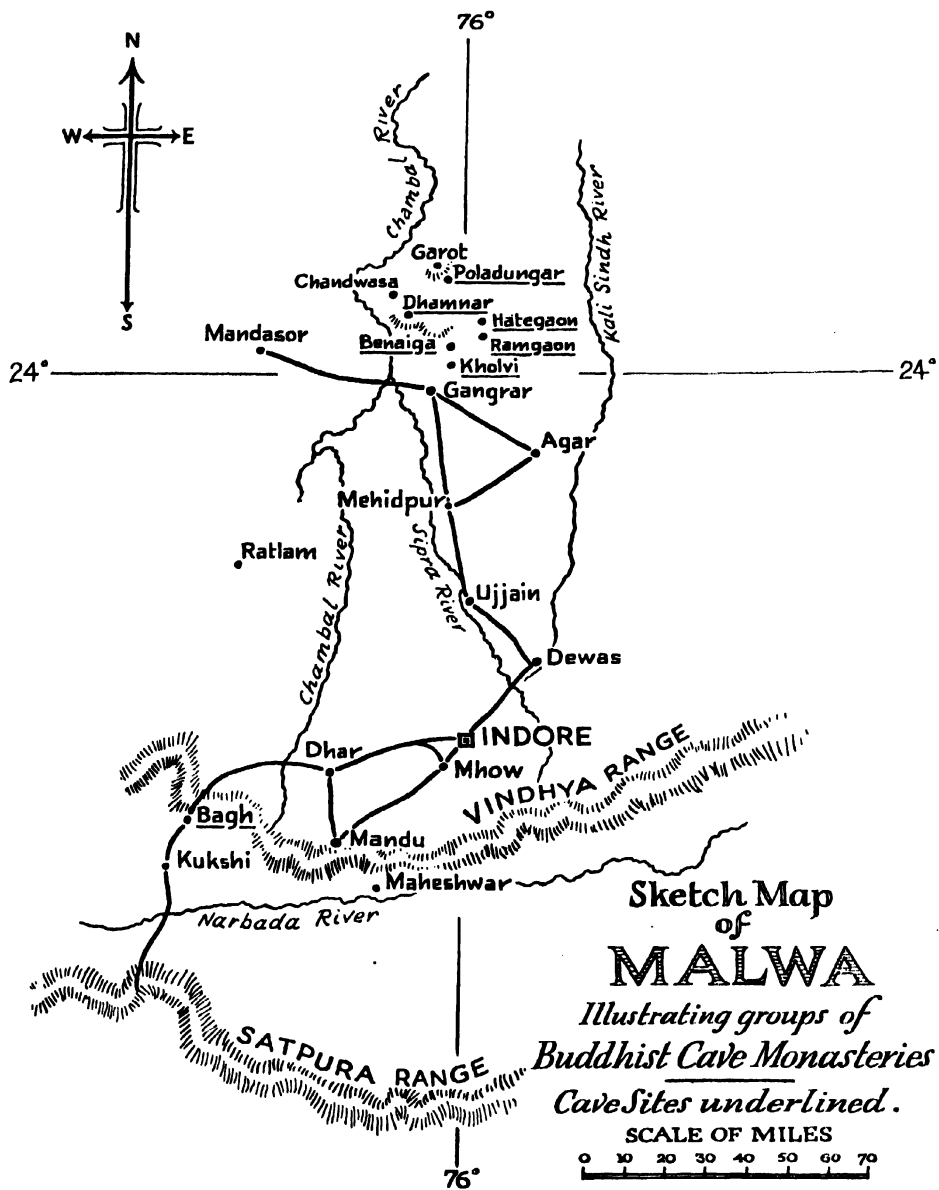 76°
N
W E
S
Chambal River
Kali Sindh River
Garot
Poladungar
Chandwasa
Dhamnar
Hātegaon
Mandasor
Benaiga
Ramgaon
Kholvi
24° 24°
Gangrar
Agar
Mehidpur
Ratlam
Chambal River
Sipra River
Ujjain
Dewas
INDORE
Dhar
Mhow
VINDHYA RANGE
Bagh
Mandu
Kukshi
Maheshwar
Narbada River
SATPURA RANGE
76°
Sketch Map
of
MALWA
Illustrating groups of
Buddhist Cave Monasteries
Cave Sites underlined.
SCALE OF MILES
0 10 20 30 40 50 60 70